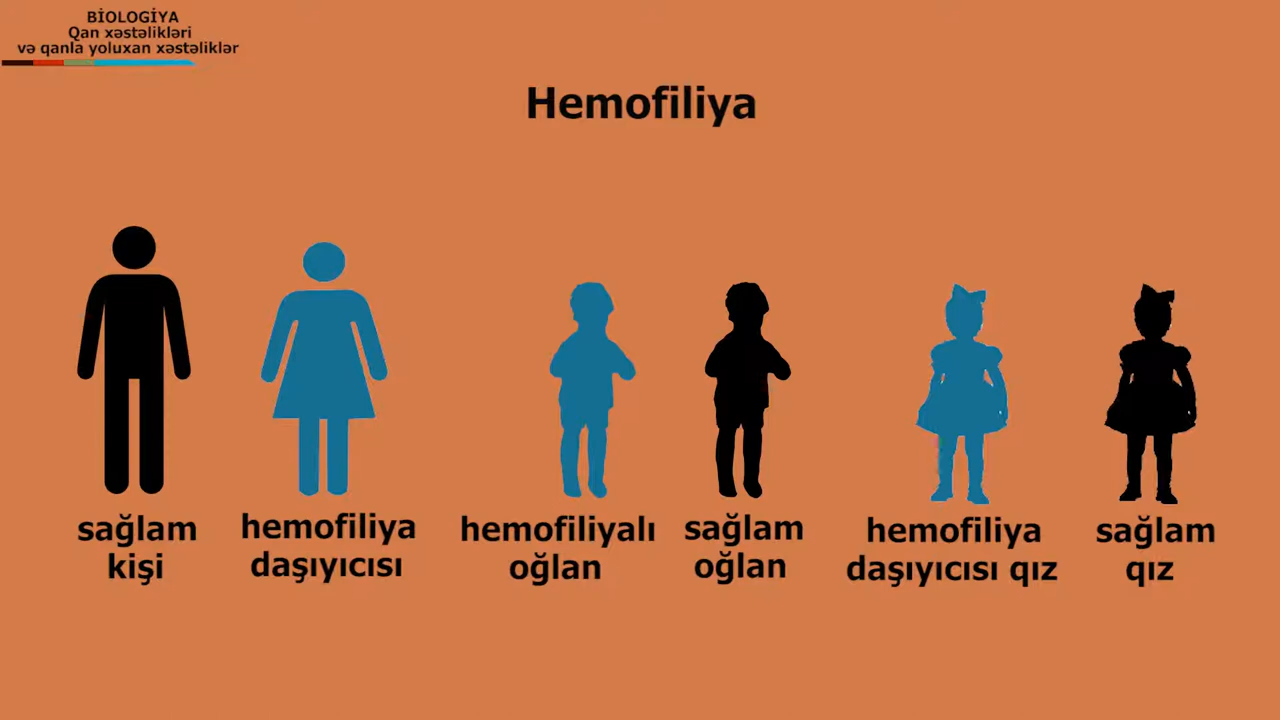 BİOLOGİYA
Qan xəstəlikləri
və qanla yoluxan xəstəliklər
Hemofiliya
sağlam
kişi
hemofiliya
daşıyıcısı
hemofiliyalı
oğlan
sağlam
oğlan
hemofiliya
daşıyıcısı qız
sağlam
qız